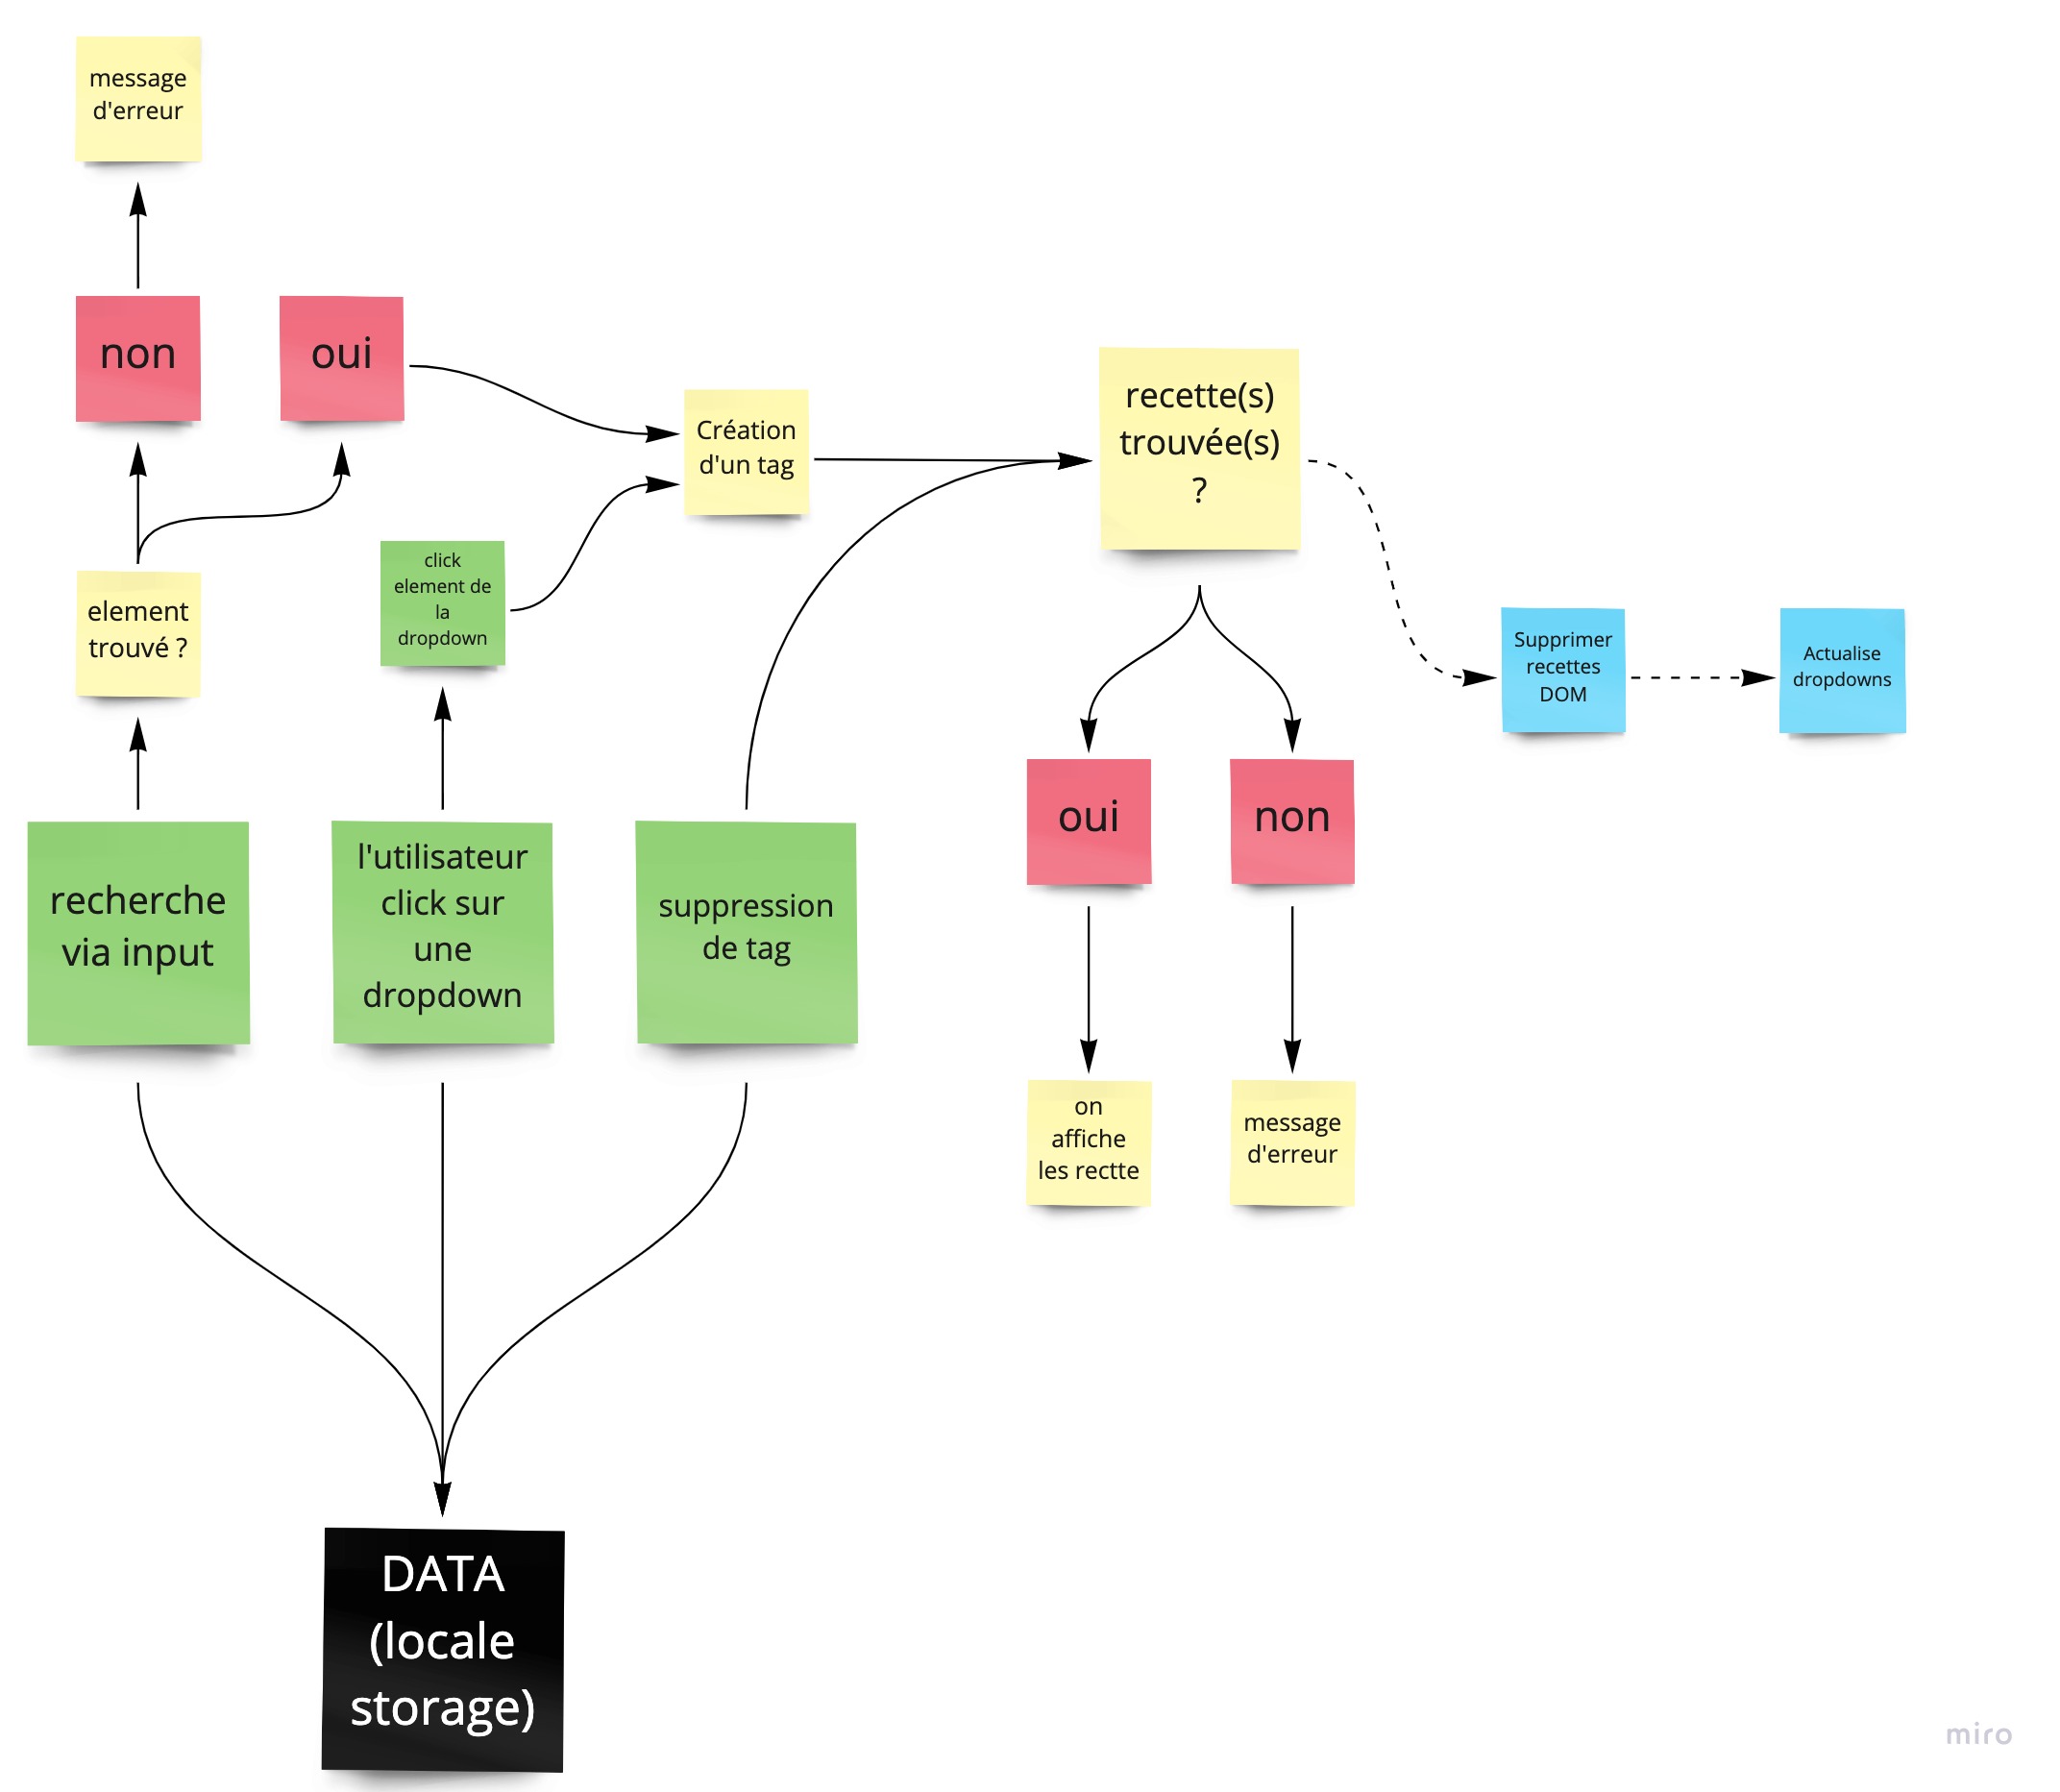 message
d'erreur
non
oui
Création
d'un tag
recette(s)
trouvée(s)
?
click
element de
la
dropdown
element
trouvé ?
Supprimer
recettes
DOM
Actualise
dropdowns
oui
non
recherche
via input
l'utilisateur
click sur
une
dropdown
suppression
de tag
on
affiche
les rectte
message
d'erreur
DATA
(locale
storage)
miro